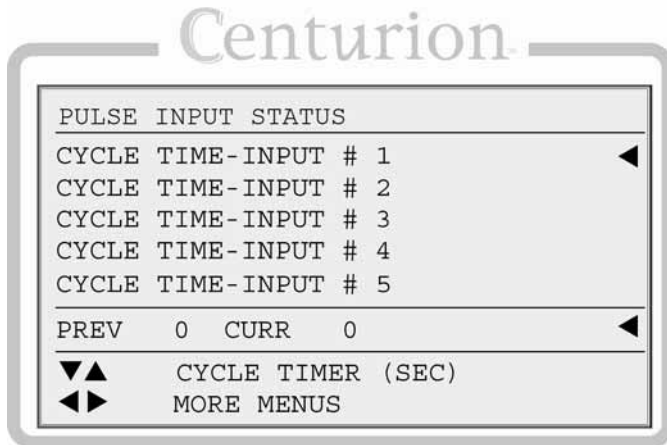 Centurion
PULSE INPUT STATUS
CYCLE TIME-INPUT # 1 ◀
CYCLE TIME-INPUT # 2
CYCLE TIME-INPUT # 3
CYCLE TIME-INPUT # 4
CYCLE TIME-INPUT # 5
PREV 0 CURR 0 ◀
▼▲ CYCLE TIMER (SEC)
◀▶ MORE MENUS